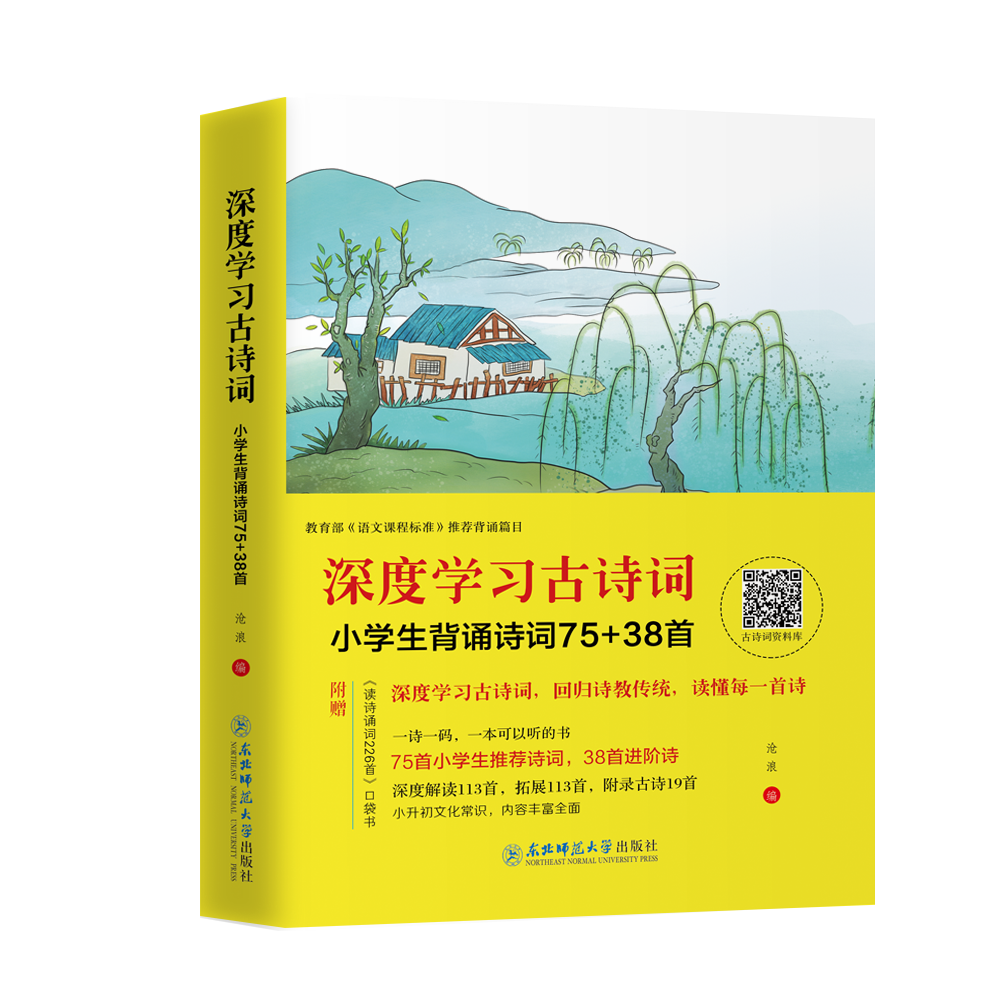 深度学习古诗词
小学生背诵诗词75+38首
沧浪
编
东北师范大学出版社
NORTHEAST NORMAL UNIVERSITY PRESS
教育部《语文课程标准》推荐背诵篇目
深度学习古诗词
小学生背诵诗词75+38首
古诗词资料库
附赠
《读诗诵词226首》口袋书
深度学习古诗词，回归诗教传统，读懂每一首诗
一诗一码，一本可以听的书
75首小学生推荐诗词，38首进阶诗
深度解读113首，拓展113首，附录古诗19首
小升初文化常识，内容丰富全面
沧浪
编
东北师范大学出版社
NORTHEAST NORMAL UNIVERSITY PRESS